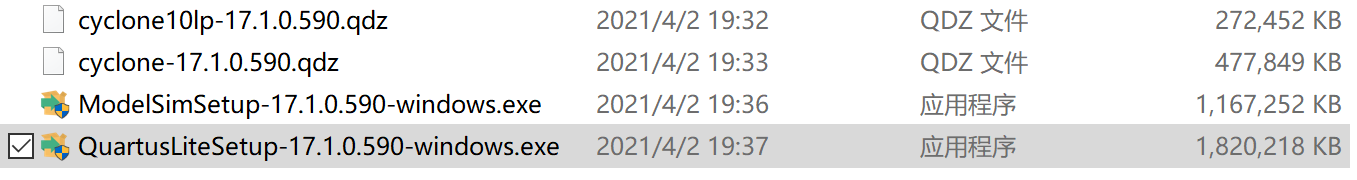 cyclone10lp-17.1.0.590.qdz 2021/4/2 19:32 QDZ 文件 272,452 KB
cyclone-17.1.0.590.qdz 2021/4/2 19:33 QDZ 文件 477,849 KB
ModelSimSetup-17.1.0.590-windows.exe 2021/4/2 19:36 应用程序 1,167,252 KB
QuartusLiteSetup-17.1.0.590-windows.exe 2021/4/2 19:37 应用程序 1,820,218 KB